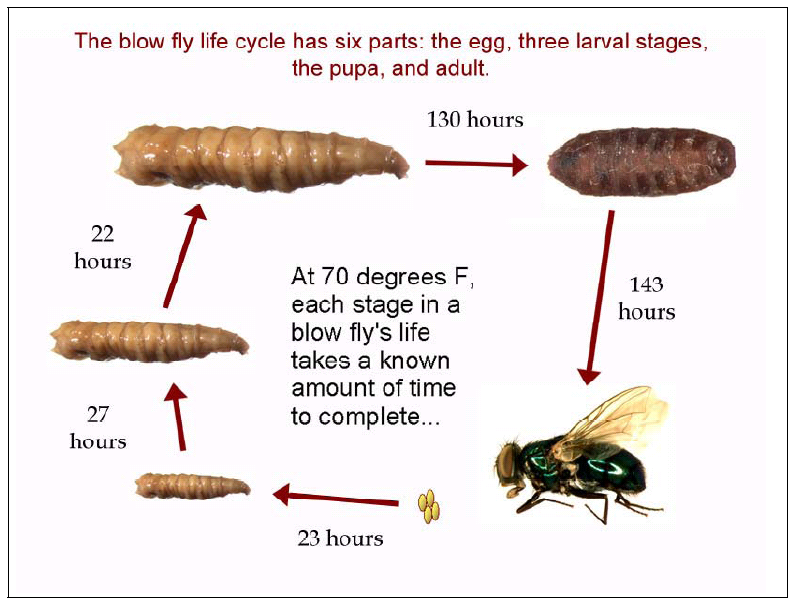 The blow fly life cycle has six parts: the egg, three larval stages,
the pupa, and adult.
130 hours
22
hours
143
hours
At 70 degrees F,
each stage in a
blow fly's life
takes a known
amount of time
to complete...
27
hours
23 hours